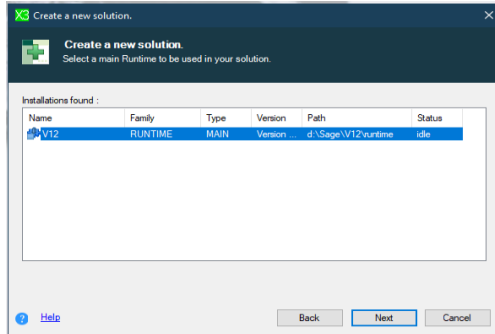 X3 Create a new solution.
Create a new solution.
Select a main Runtime to be used in your solution.
Installations found :
Name Family Type Version Path Status
V12 RUNTIME MAIN Version ... d:\Sage\V12\runtime idle
? Help Back Next Cancel